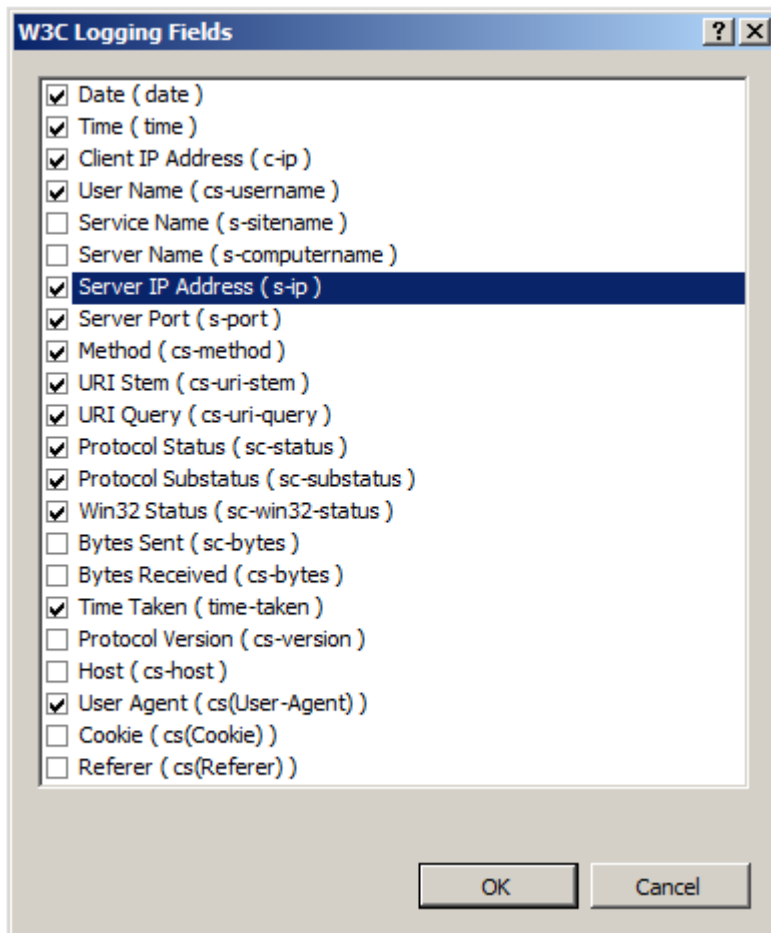 W3C Logging Fields
Date ( date )
Time ( time )
Client IP Address ( c-ip )
User Name ( cs-username )
Service Name ( s-sitename )
Server Name ( s-computername )
Server IP Address ( s-ip )
Server Port ( s-port )
Method ( cs-method )
URI Stem ( cs-uri-stem )
URI Query ( cs-uri-query )
Protocol Status ( sc-status )
Protocol Substatus ( sc-substatus )
Win32 Status ( sc-win32-status )
Bytes Sent ( sc-bytes )
Bytes Received ( cs-bytes )
Time Taken ( time-taken )
Protocol Version ( cs-version )
Host ( cs-host )
User Agent ( cs(User-Agent) )
Cookie ( cs(Cookie) )
Referer ( cs(Referer) )
OK Cancel